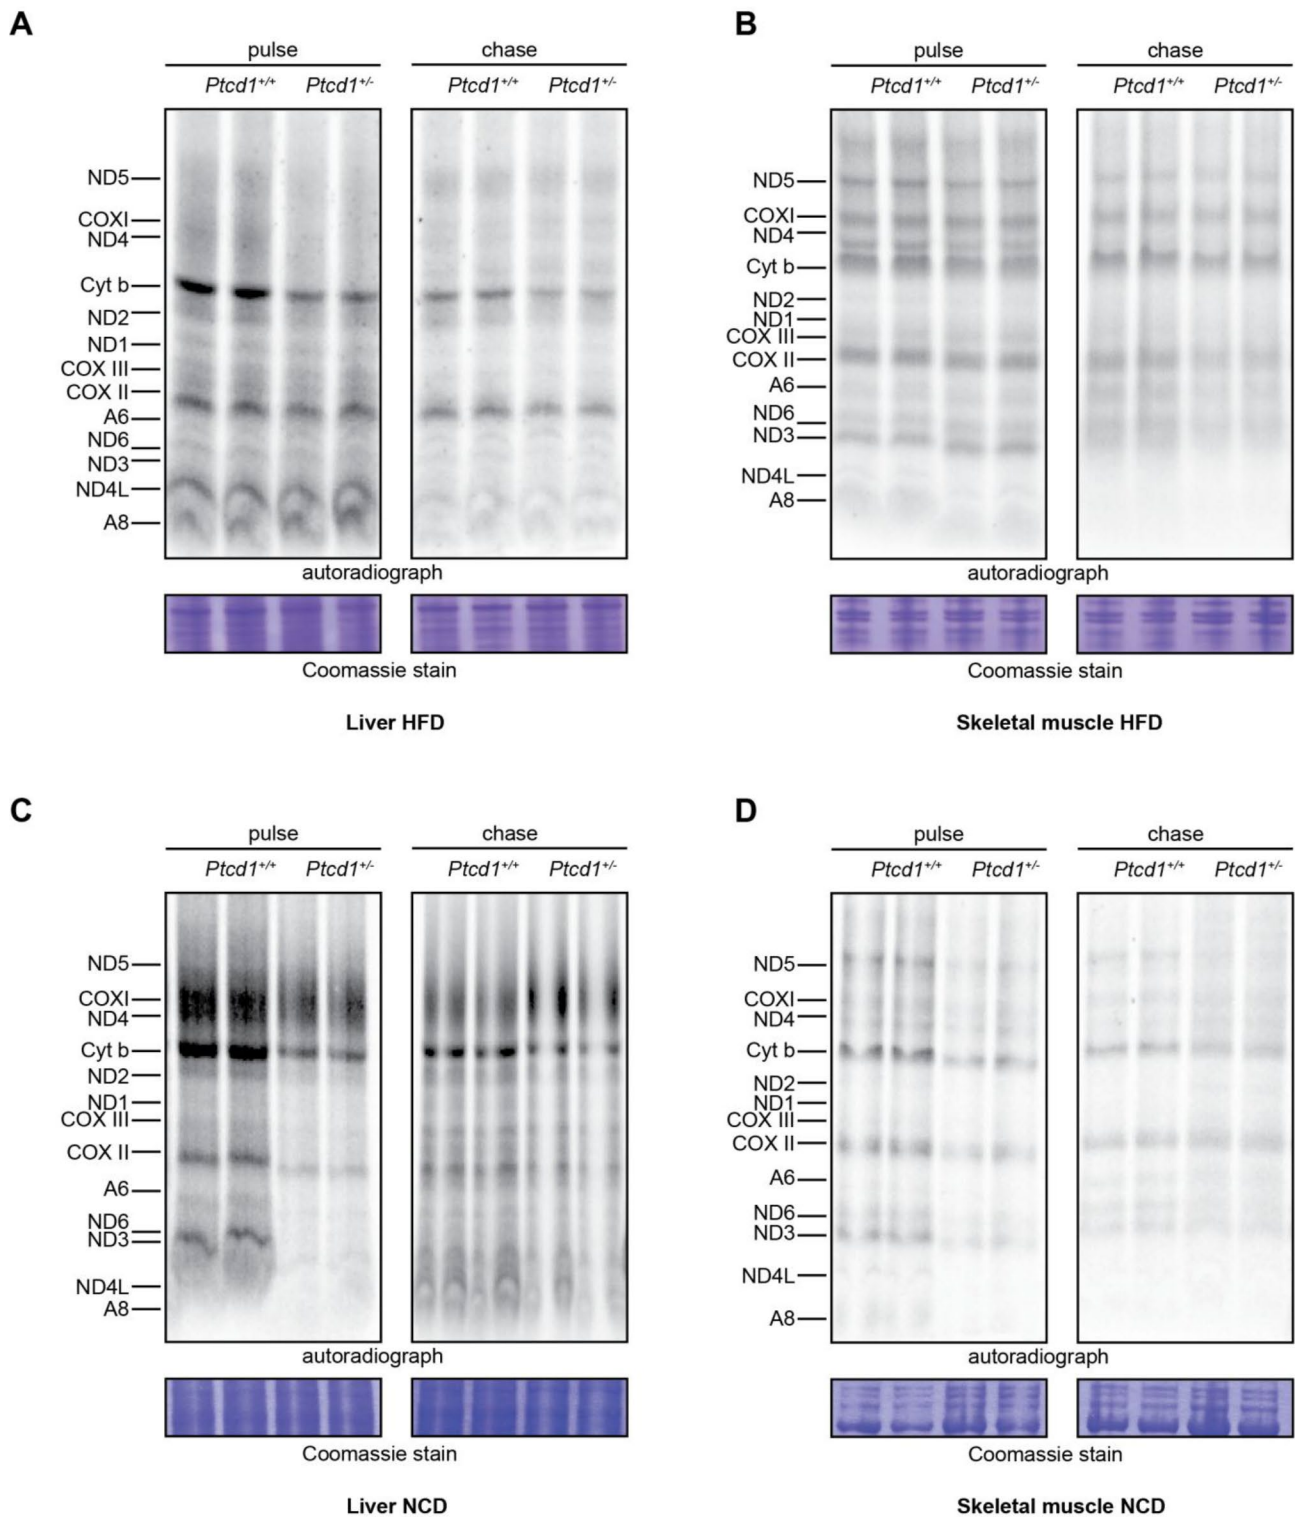 A
pulse
chase
Ptcd1+/+
Ptcd1+/-
Ptcd1+/+
Ptcd1+/-
ND5
COXI
ND4
Cyt b
ND2
ND1
COX III
COX II
A6
ND6
ND3
ND4L
A8
autoradiograph
Coomassie stain
Liver HFD
B
pulse
chase
Ptcd1+/+
Ptcd1+/-
Ptcd1+/+
Ptcd1+/-
ND5
COXI
ND4
Cyt b
ND2
ND1
COX III
COX II
A6
ND6
ND3
ND4L
A8
autoradiograph
Coomassie stain
Skeletal muscle HFD
C
pulse
chase
Ptcd1+/+
Ptcd1+/-
Ptcd1+/+
Ptcd1+/-
ND5
COXI
ND4
Cyt b
ND2
ND1
COX III
COX II
A6
ND6
ND3
ND4L
A8
autoradiograph
Coomassie stain
Liver NCD
D
pulse
chase
Ptcd1+/+
Ptcd1+/-
Ptcd1+/+
Ptcd1+/-
ND5
COXI
ND4
Cyt b
ND2
ND1
COX III
COX II
A6
ND6
ND3
ND4L
A8
autoradiograph
Coomassie stain
Skeletal muscle NCD